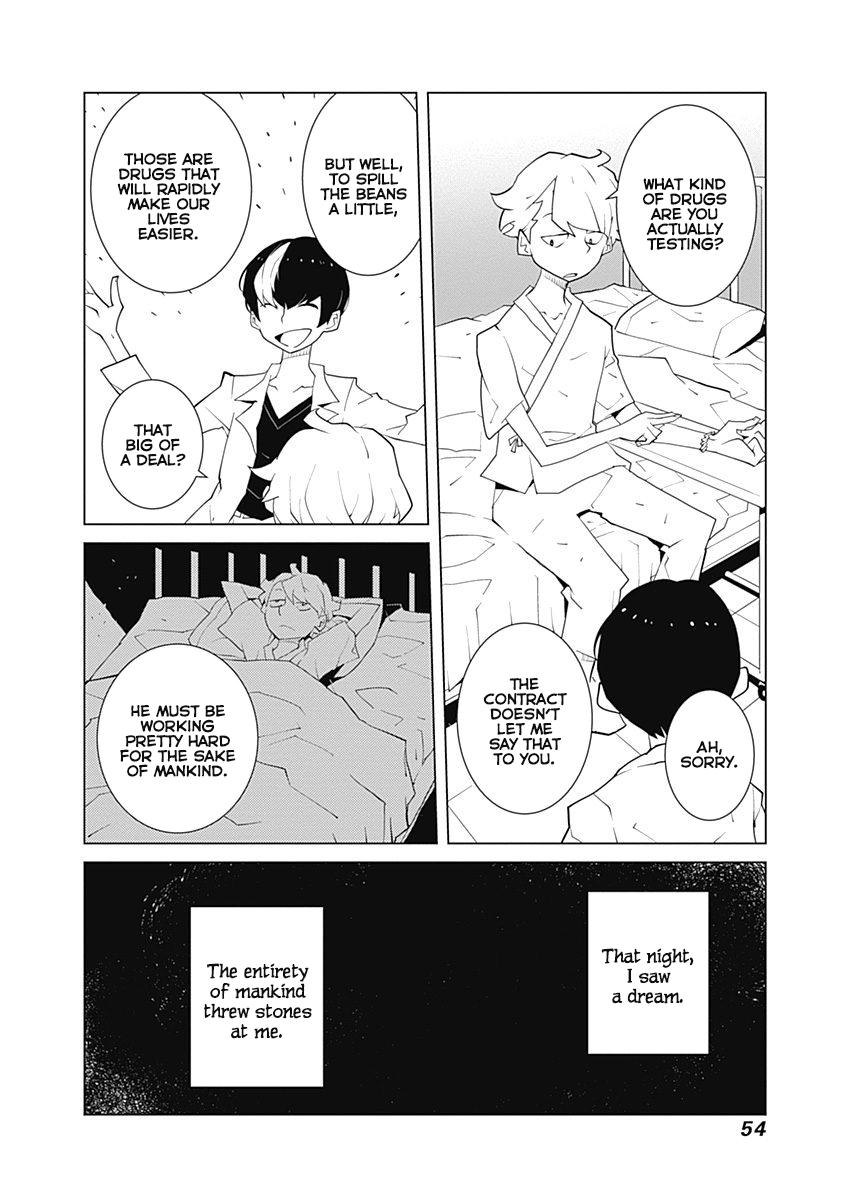 WHAT KIND
OF DRUGS
ARE YOU
ACTUALLY
TESTING?
AH,
SORRY.
THE
CONTRACT
DOESN'T
LET ME
SAY THAT
TO YOU.
BUT WELL,
TO SPILL
THE BEANS
A LITTLE,
THOSE ARE
DRUGS THAT
WILL RAPIDLY
MAKE OUR
LIVES
EASIER.
THAT
BIG OF
A DEAL?
HE MUST BE
WORKING
PRETTY HARD
FOR THE SAKE
OF MANKIND.
That night,
I saw
a dream.
The entirety
of mankind
threw stones
at me.
54